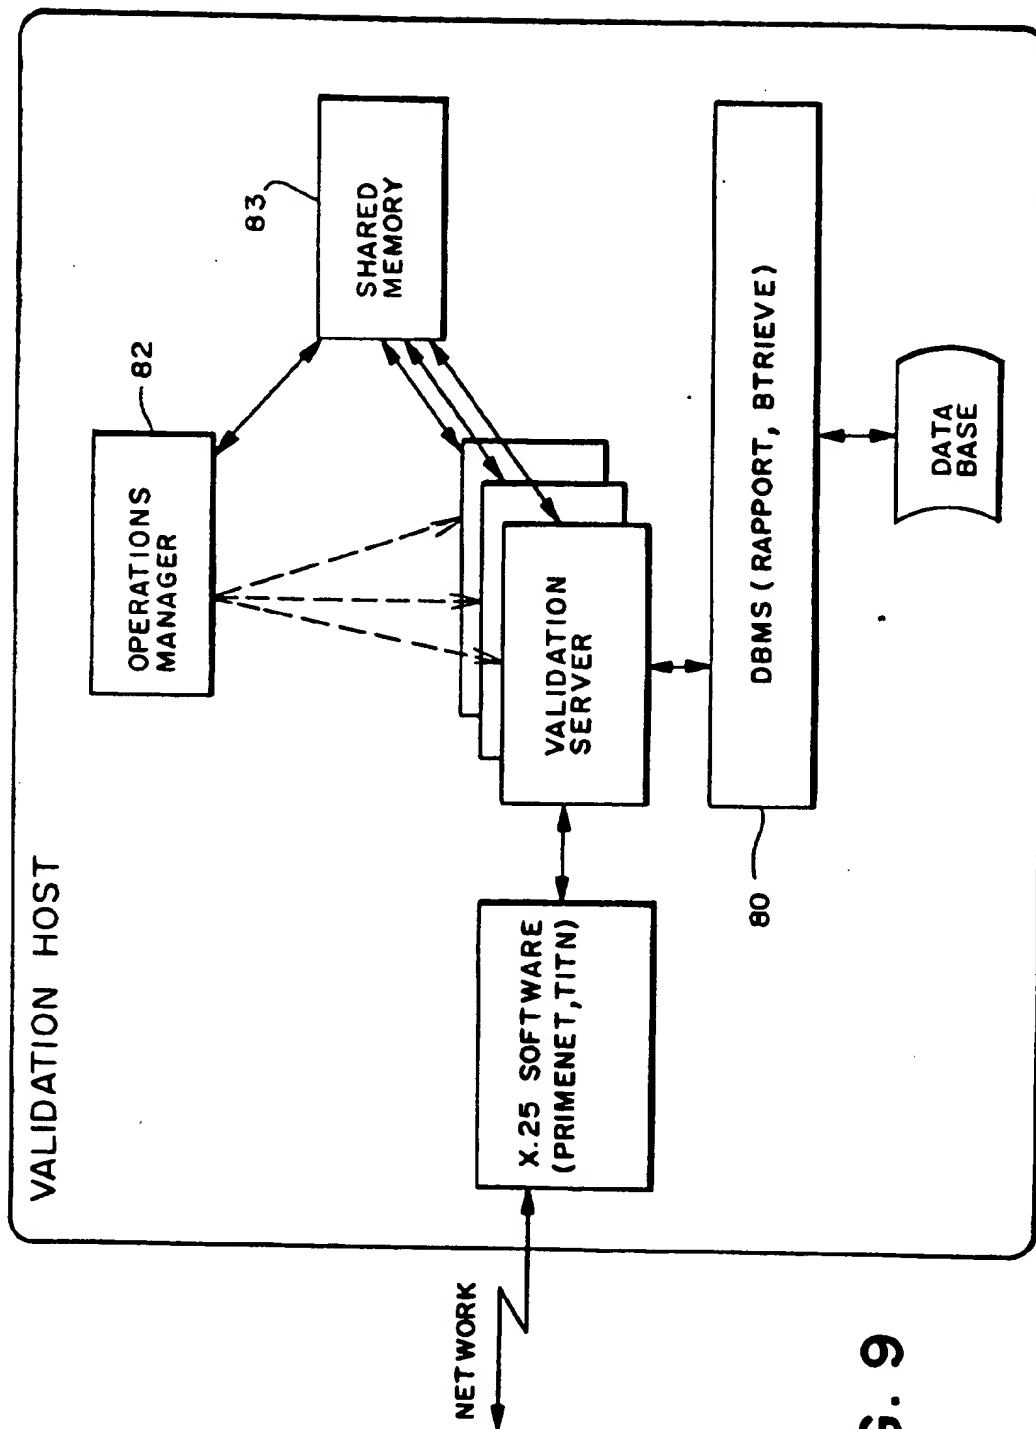 VALIDATION HOST
NETWORK
X.25 SOFTWARE
(PRIMENET,TITN)
OPERATIONS
MANAGER
82
83
SHARED
MEMORY
VALIDATION
SERVER
80
DBMS (RAPPORT, BTRIEVE)
DATA
BASE
G. 9